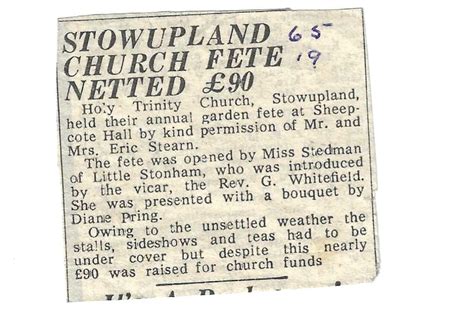 STOWUPLAND 65
CHURCH FETE 19
NETTED £90
Holy Trinity Church, Stowupland,
held their annual garden fete at Sheep-
cote Hall by kind permission of Mr. and
Mrs. Eric Stearn.
The fete was opened by Miss Stedman
of Little Stonham, who was introduced
by the vicar, the Rev. G. Whitefield.
She was presented with a bouquet by
Diane Pring.
Owing to the unsettled weather the
stalls, sideshows and teas had to be
under cover but despite this nearly
£90 was raised for church funds